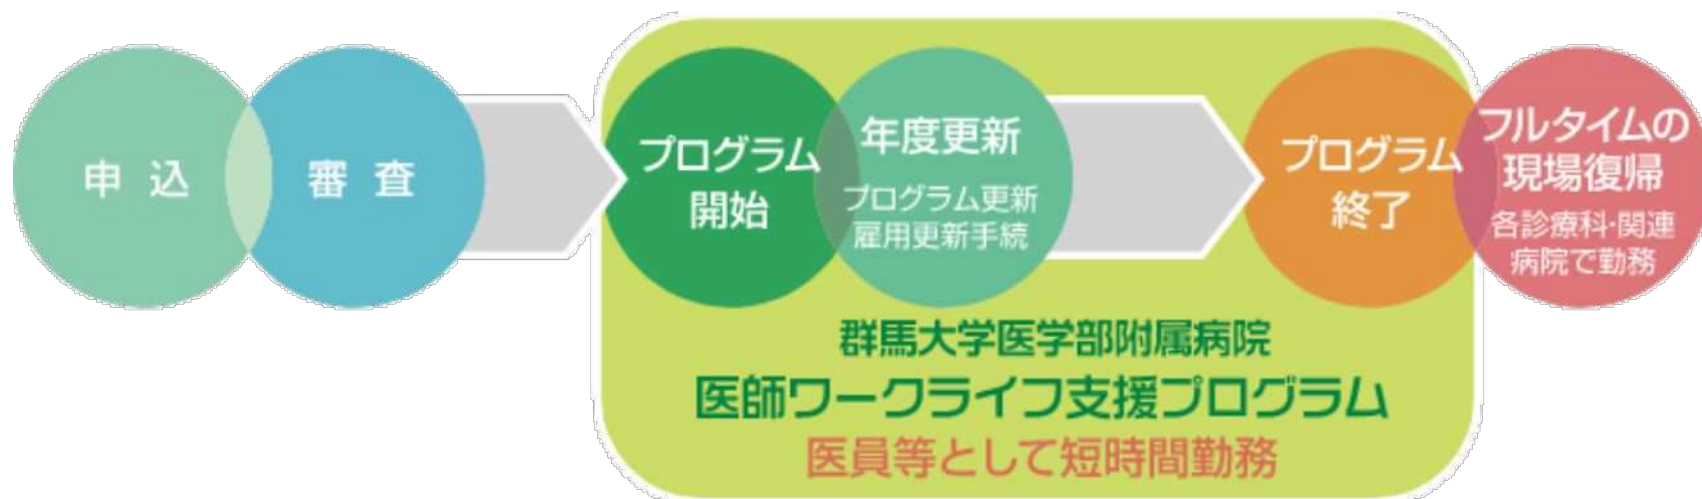 申込
審査
プログラム
開始
年度更新
プログラム更新
雇用更新手続
プログラム
終了
フルタイムの
現場復帰
各診療科・関連
病院で勤務
群馬大学医学部附属病院
医師ワークライフ支援プログラム
医員等として短時間勤務